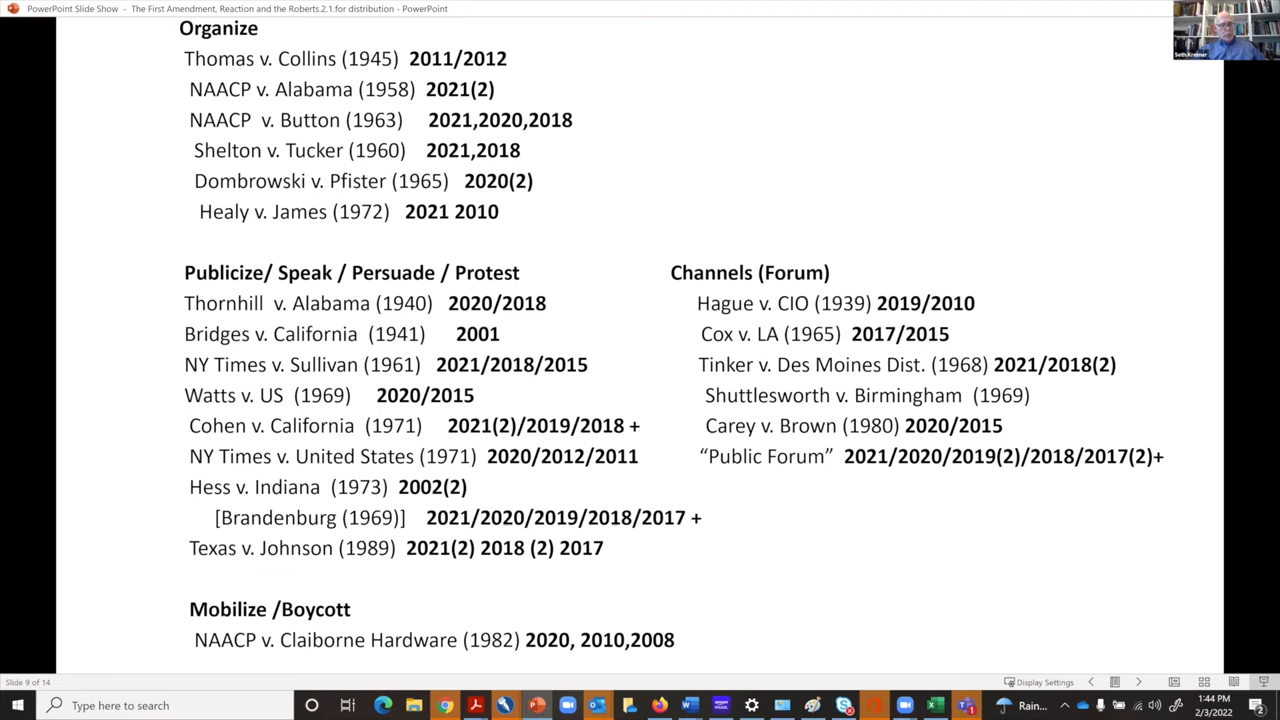 PowerPoint Slide Show - The First Amendment, Reaction and the Roberts.2.1.for distribution - PowerPoint
Seth Kreimer
Organize
Thomas v. Collins (1945) 2011/2012
NAACP v. Alabama (1958) 2021(2)
NAACP v. Button (1963) 2021,2020,2018
Shelton v. Tucker (1960) 2021,2018
Dombrowski v. Pfister (1965) 2020(2)
Healy v. James (1972) 2021 2010
Publicize/ Speak / Persuade / Protest
Thornhill v. Alabama (1940) 2020/2018
Bridges v. California (1941) 2001
NY Times v. Sullivan (1961) 2021/2018/2015
Watts v. US (1969) 2020/2015
Cohen v. California (1971) 2021(2)/2019/2018 +
NY Times v. United States (1971) 2020/2012/2011
Hess v. Indiana (1973) 2002(2)
[Brandenburg (1969)] 2021/2020/2019/2018/2017 +
Texas v. Johnson (1989) 2021(2) 2018 (2) 2017
Channels (Forum)
Hague v. CIO (1939) 2019/2010
Cox v. LA (1965) 2017/2015
Tinker v. Des Moines Dist. (1968) 2021/2018(2)
Shuttlesworth v. Birmingham (1969)
Carey v. Brown (1980) 2020/2015
“Public Forum” 2021/2020/2019(2)/2018/2017(2)+
Mobilize /Boycott
NAACP v. Claiborne Hardware (1982) 2020, 2010,2008
Slide 9 of 14
Display Settings
Type here to search
Rain...
1:44 PM
2/3/2022